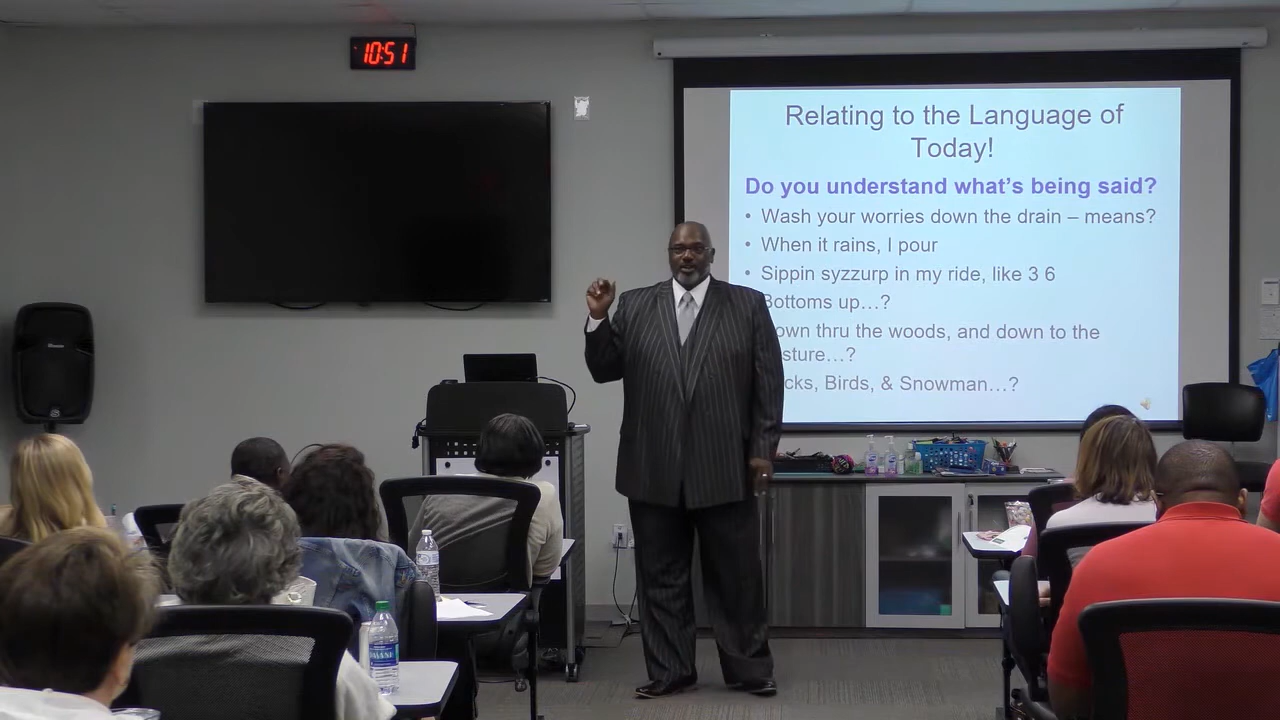 10:51
Relating to the Language of
Today!
Do you understand what's being said?
• Wash your worries down the drain – means?
• When it rains, I pour
• Sippin syzzurp in my ride, like 3 6
ottoms up…?
own thru the woods, and down to the
sture…?
cks, Birds, & Snowman…?